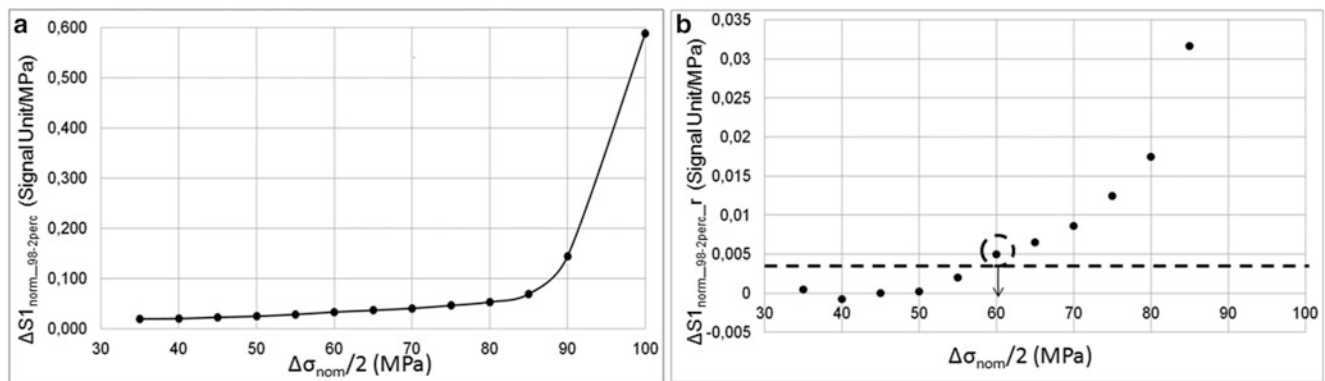 a
ΔS1norm_98-2perc (Signal Unit/MPa)
0,600
0,500
0,400
0,300
0,200
0,100
0,000
30 40 50 60 70 80 90 100
Δσnom/2 (MPa)
b
ΔS1norm_98-2perc_r (Signal Unit/MPa)
0,035
0,03
0,025
0,02
0,015
0,01
0,005
0
-0,005
30 40 50 60 70 80 90 100
Δσnom/2 (MPa)